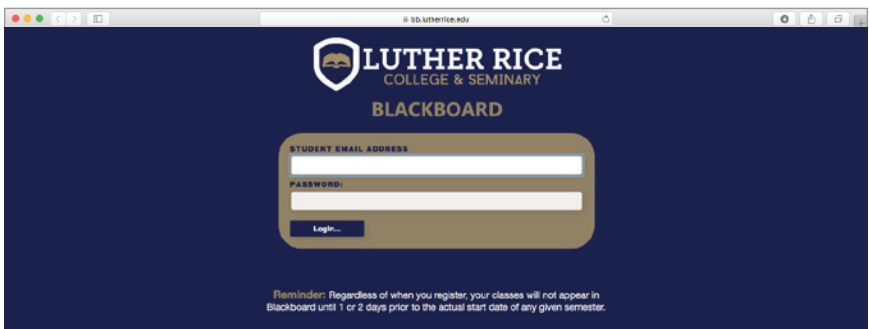 bb.lutherrice.edu
LUTHER RICE
COLLEGE & SEMINARY
BLACKBOARD
STUDENT EMAIL ADDRESS
PASSWORD:
Login...
Reminder: Regardless of when you register, your classes will not appear in
Blackboard until 1 or 2 days prior to the actual start date of any given semester.